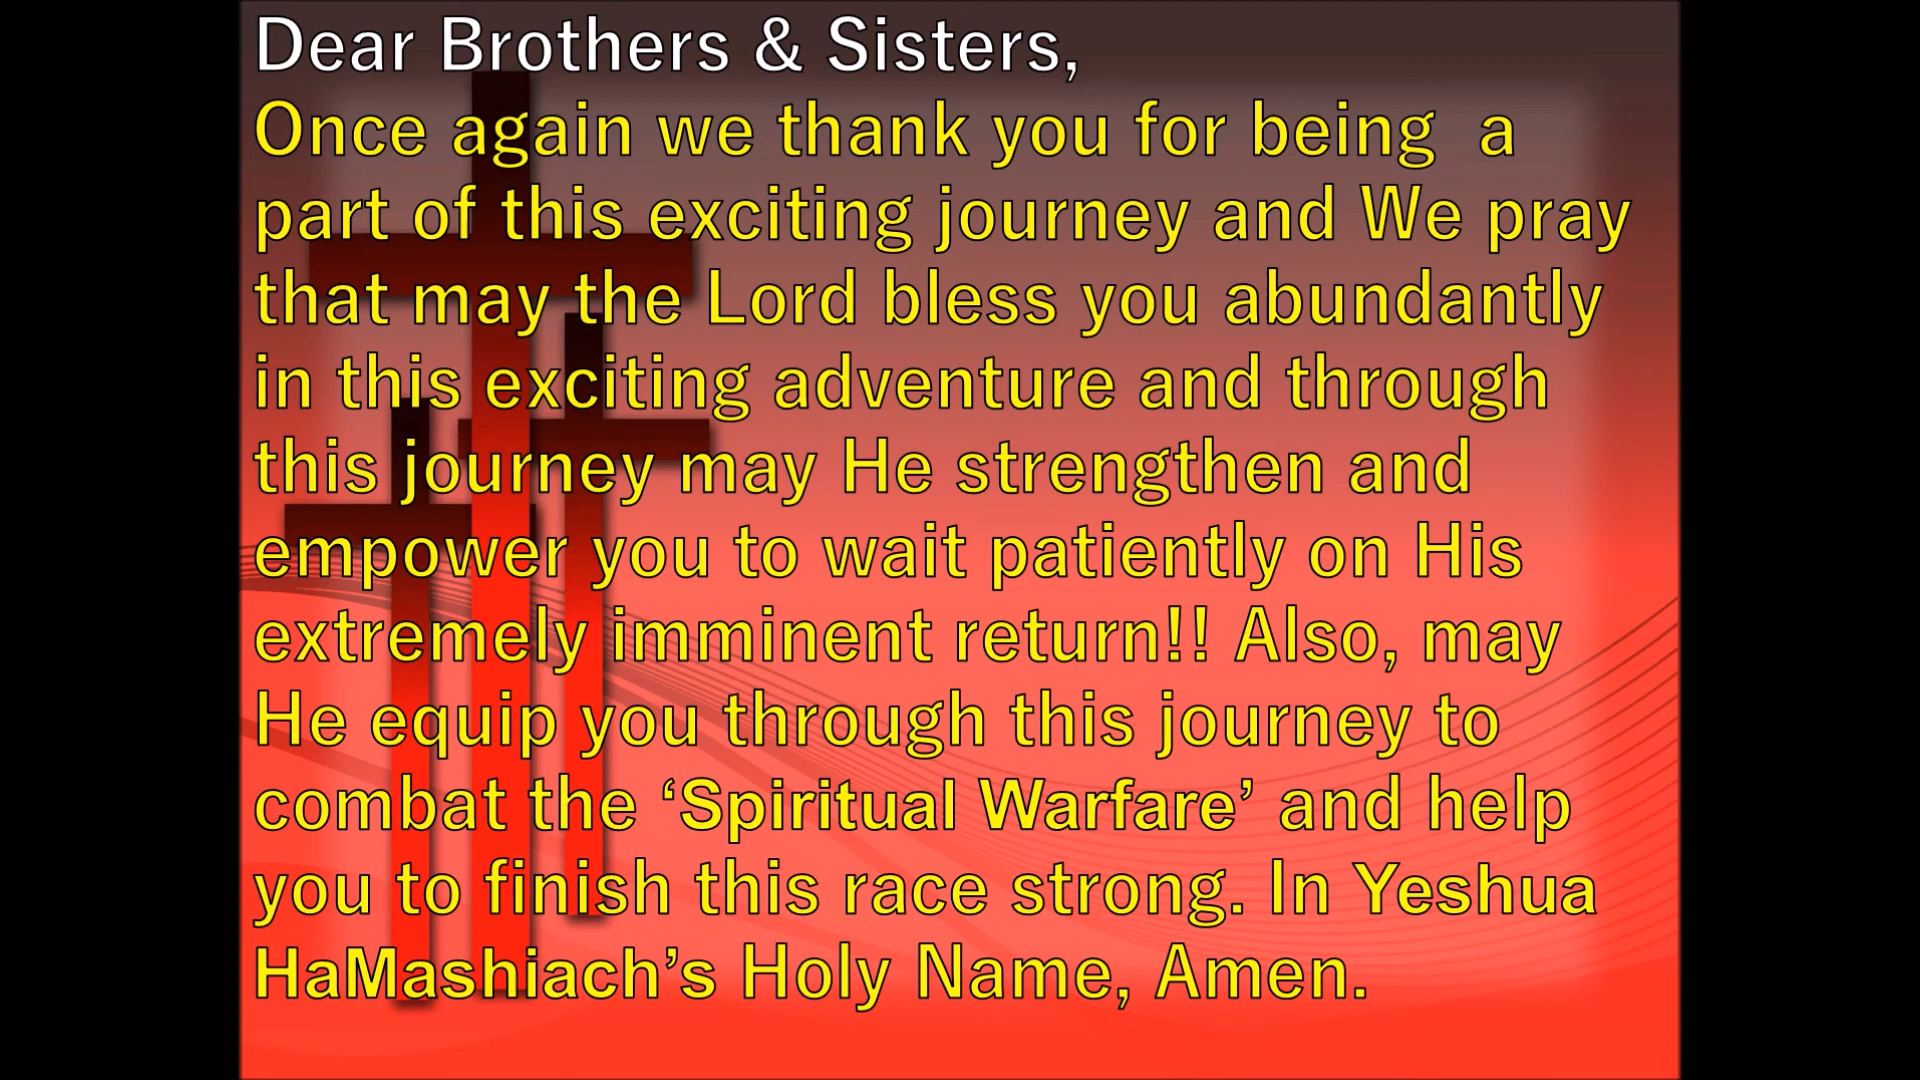 Dear Brothers & Sisters,
Once again we thank you for being  a
part of this exciting journey and We pray
that may the Lord bless you abundantly
in this exciting adventure and through
this journey may He strengthen and
empower you to wait patiently on His
extremely imminent return!! Also, may
He equip you through this journey to
combat the ‘Spiritual Warfare’ and help
you to finish this race strong. In Yeshua
HaMashiach’s Holy Name, Amen.